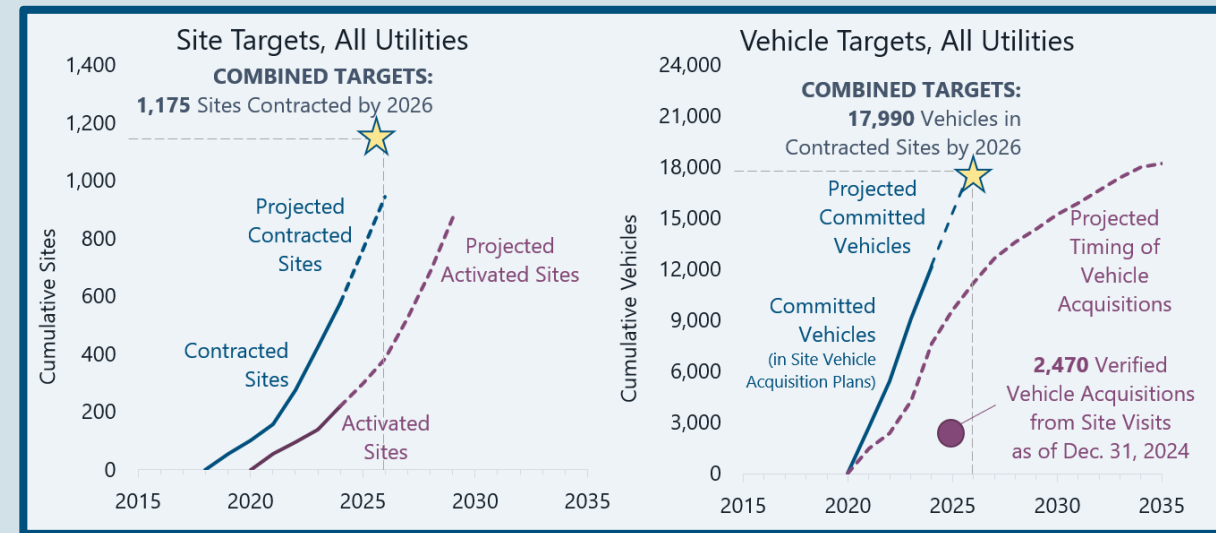 Site Targets, All Utilities
COMBINED TARGETS:
1,175 Sites Contracted by 2026
1,400
1,200
1,000
800
600
400
200
0
Cumulative Sites
Projected
Contracted
Sites
Projected
Activated Sites
Contracted
Sites
Activated
Sites
2015
2020
2025
2030
2035
Vehicle Targets, All Utilities
COMBINED TARGETS:
17,990 Vehicles in
Contracted Sites by 2026
24,000
21,000
18,000
15,000
12,000
9,000
6,000
3,000
0
Cumulative Vehicles
Projected
Committed
Vehicles
Projected
Timing of
Vehicle
Acquisitions
Committed
Vehicles
(in Site Vehicle
Acquisition Plans)
2,470 Verified
Vehicle Acquisitions
from Site Visits
as of Dec. 31, 2024
2015
2020
2025
2030
2035